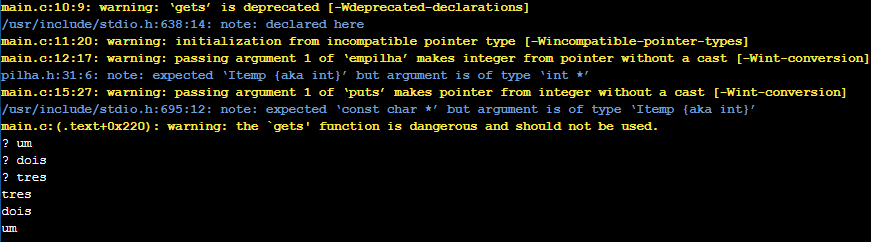 main.c:10:9: warning: ‘gets’ is deprecated [-Wdeprecated-declarations]
/usr/include/stdio.h:638:14: note: declared here
main.c:11:20: warning: initialization from incompatible pointer type [-Wincompatible-pointer-types]
main.c:12:17: warning: passing argument 1 of ‘empilha’ makes integer from pointer without a cast [-Wint-conversion]
pilha.h:31:6: note: expected ‘Itemp {aka int}’ but argument is of type ‘int *’
main.c:15:27: warning: passing argument 1 of ‘puts’ makes pointer from integer without a cast [-Wint-conversion]
/usr/include/stdio.h:695:12: note: expected ‘const char *’ but argument is of type ‘Itemp {aka int}’
main.c:(.text+0x220): warning: the `gets' function is dangerous and should not be used.
? um
? dois
? tres
tres
dois
um